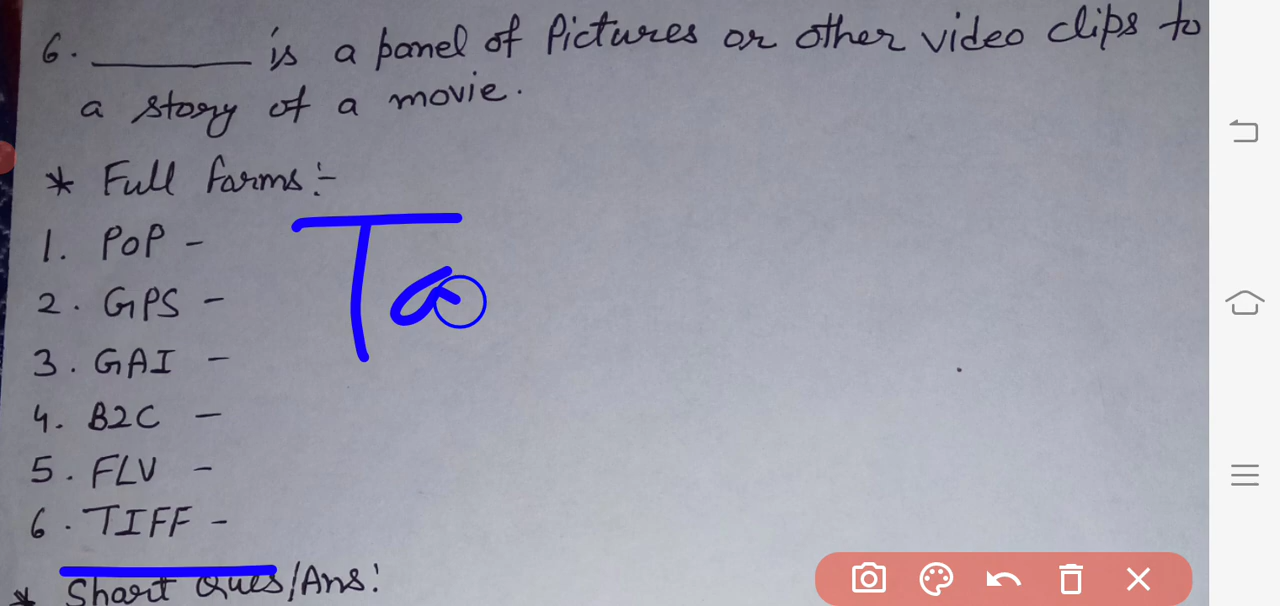 6. ______ is a panel of Pictures or other video clips to
a story of a movie.
* Full forms :-
1. POP -
2. GPS -
3. GAI -
4. B2C -
5. FLV -
6. TIFF -
* Short Ques/Ans: